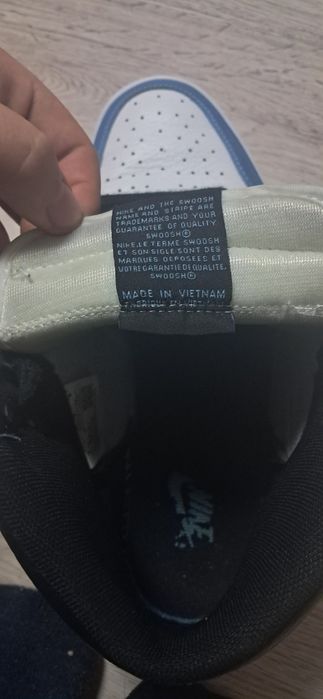 NIKE AND THE SWOOSH
NAME AND STRIPE ARE
TRADEMARKS AND YOUR
GUARANTEE OF QUALITY
SWOOSH®
NIKE,LE TERME SWOOSH
ET SON SIGLE SONT DES
MARQUES DEPOSEES ET
VOTRE GARANTIE DE QUALITE.
SWOOSH®
MADE IN VIETNAM
NIKE